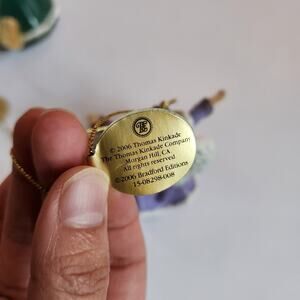 © 2006 Thomas Kinkade
The Thomas Kinkade Company
Morgan Hill, CA
All rights reserved
©2006 Bradford Editions
15-08298-008